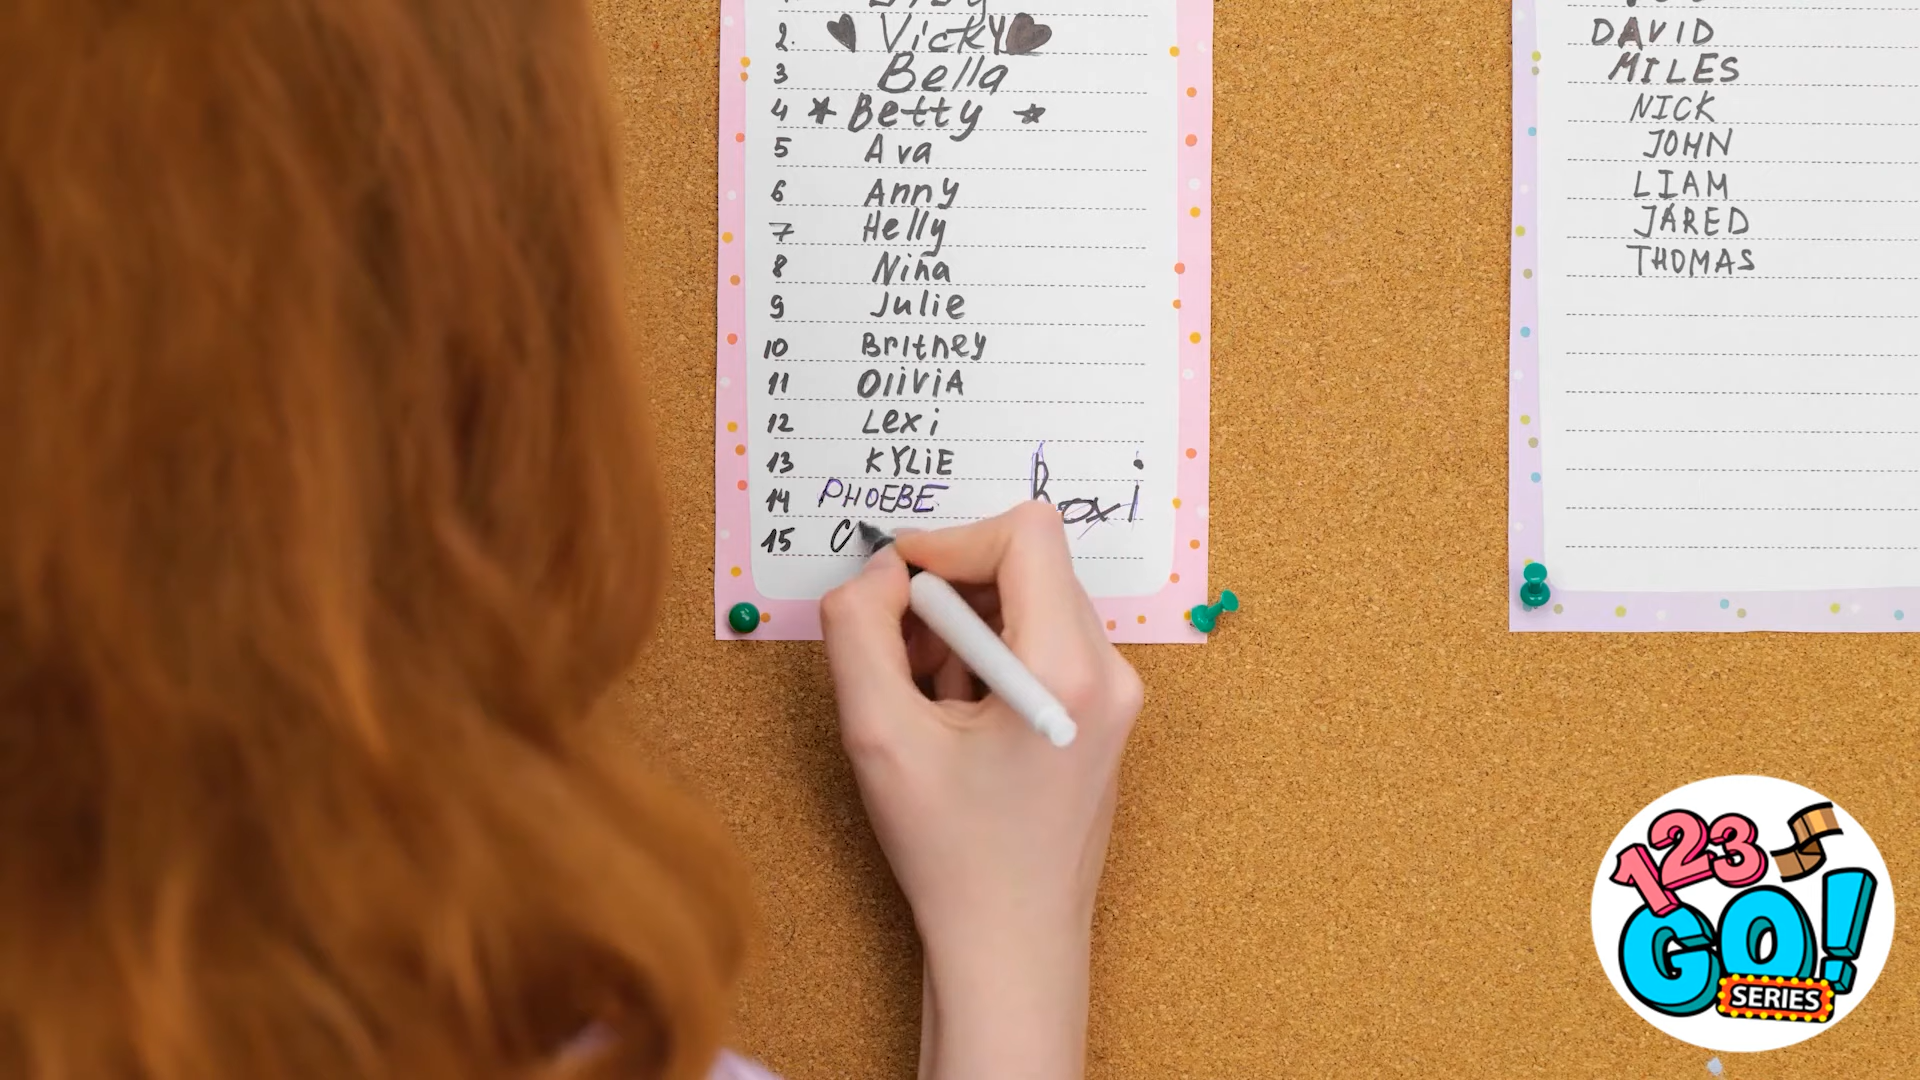 2. Vicky
3 Bella
4 * Betty *
5 Ava
6 Anny
7 Helly
8 Nina
9 Julie
10 Britney
11 OliviA
12 Lexi
13 KYLiE
14 PHOEBE
Roxi
15 C
DAVID
MILES
NICK
JOHN
LIAM
JARED
THOMAS
123
GO!
SERIES